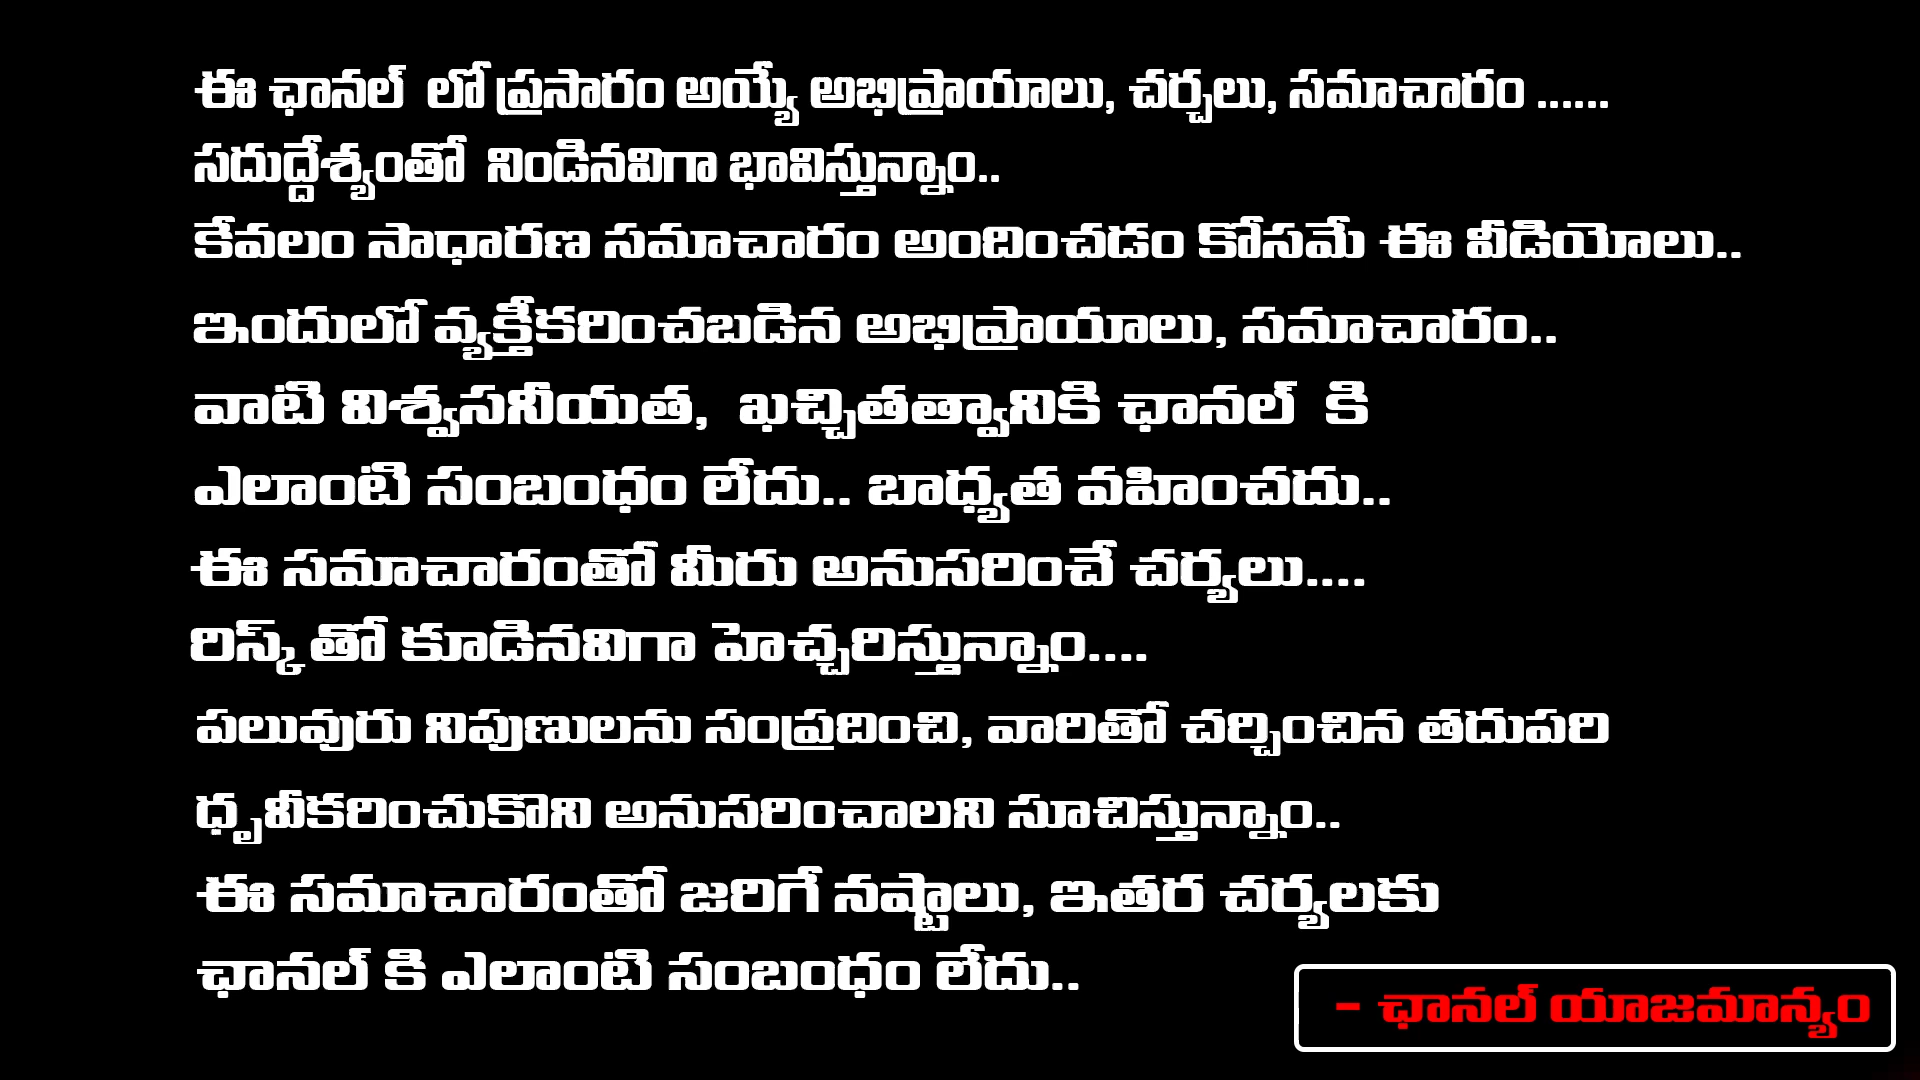 ఈ ఛానల్ లో ప్రసారం అయ్యే అభిప్రాయాలు, చర్చలు, సమాచారం ......
సదుద్దేశ్యంతో నిండినవిగా భావిస్తున్నాం..
కేవలం సాధారణ సమాచారం అందించడం కోసమే ఈ వీడియోలు..
ఇందులో వ్యక్తీకరించబడిన అభిప్రాయాలు, సమాచారం..
వాటి విశ్వసనీయత, ఖచ్చితత్వానికి ఛానల్ కి
ఎలాంటి సంబంధం లేదు.. బాధ్యత వహించదు..
ఈ సమాచారంతో మీరు అనుసరించే చర్యలు....
రిస్క్ తో కూడినవిగా హెచ్చరిస్తున్నాం....
పలువురు నిపుణులను సంప్రదించి, వారితో చర్చించిన తదుపరి
ధృవీకరించుకొని అనుసరించాలని సూచిస్తున్నాం..
ఈ సమాచారంతో జరిగే నష్టాలు, ఇతర చర్యలకు
ఛానల్ కి ఎలాంటి సంబంధం లేదు..
- ఛానల్ యాజమాన్యం